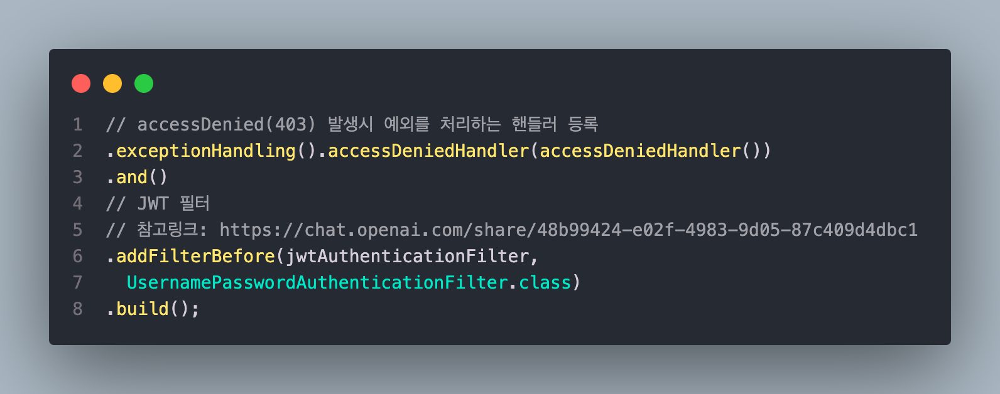 1 // accessDenied(403) 발생시 예외를 처리하는 핸들러 등록
2 .exceptionHandling().accessDeniedHandler(accessDeniedHandler())
3 .and()
4 // JWT 필터
5 // 참고링크: https://chat.openai.com/share/48b99424-e02f-4983-9d05-87c409d4dbc1
6 .addFilterBefore(jwtAuthenticationFilter,
7   UsernamePasswordAuthenticationFilter.class)
8 .build();